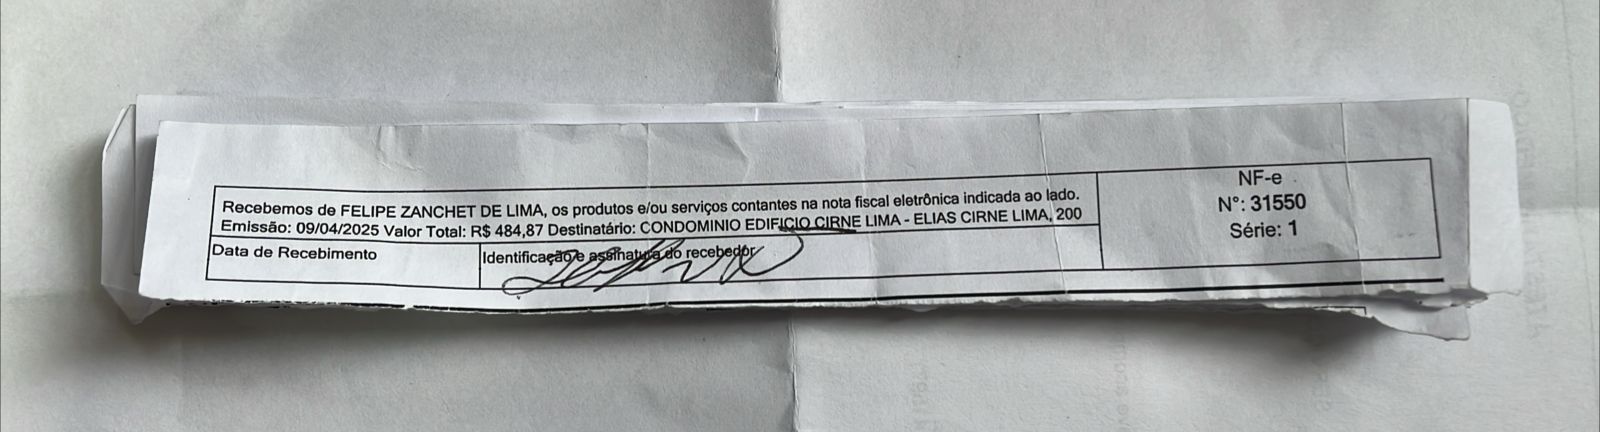 Recebemos de FELIPE ZANCHET DE LIMA, os produtos e/ou serviços contantes na nota fiscal eletrônica indicada ao lado.
Emissão: 09/04/2025 Valor Total: R$ 484,87 Destinatário: CONDOMINIO EDIFICIO CIRNE LIMA - ELIAS CIRNE LIMA, 200
Data de Recebimento
Identificação e assinatura do recebedor
NF-e
N°: 31550
Série: 1